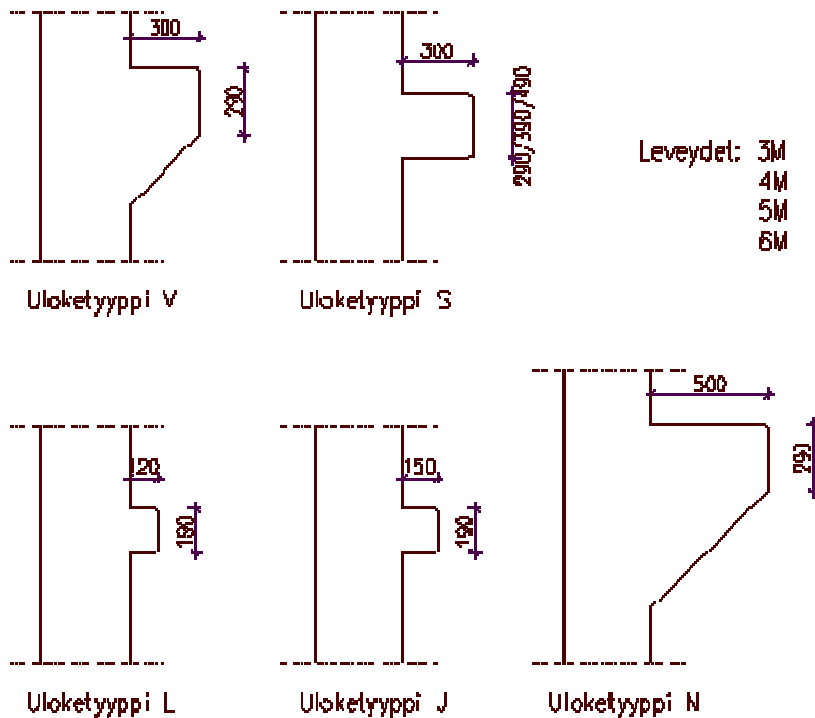 300
290
300
290/390/490
Leveydet: 3M
4M
5M
6M
Uloketyyppi V
Uloketyyppi S
120
190
150
190
500
290
Uloketyyppi L
Uloketyyppi J
Uloketyyppi N